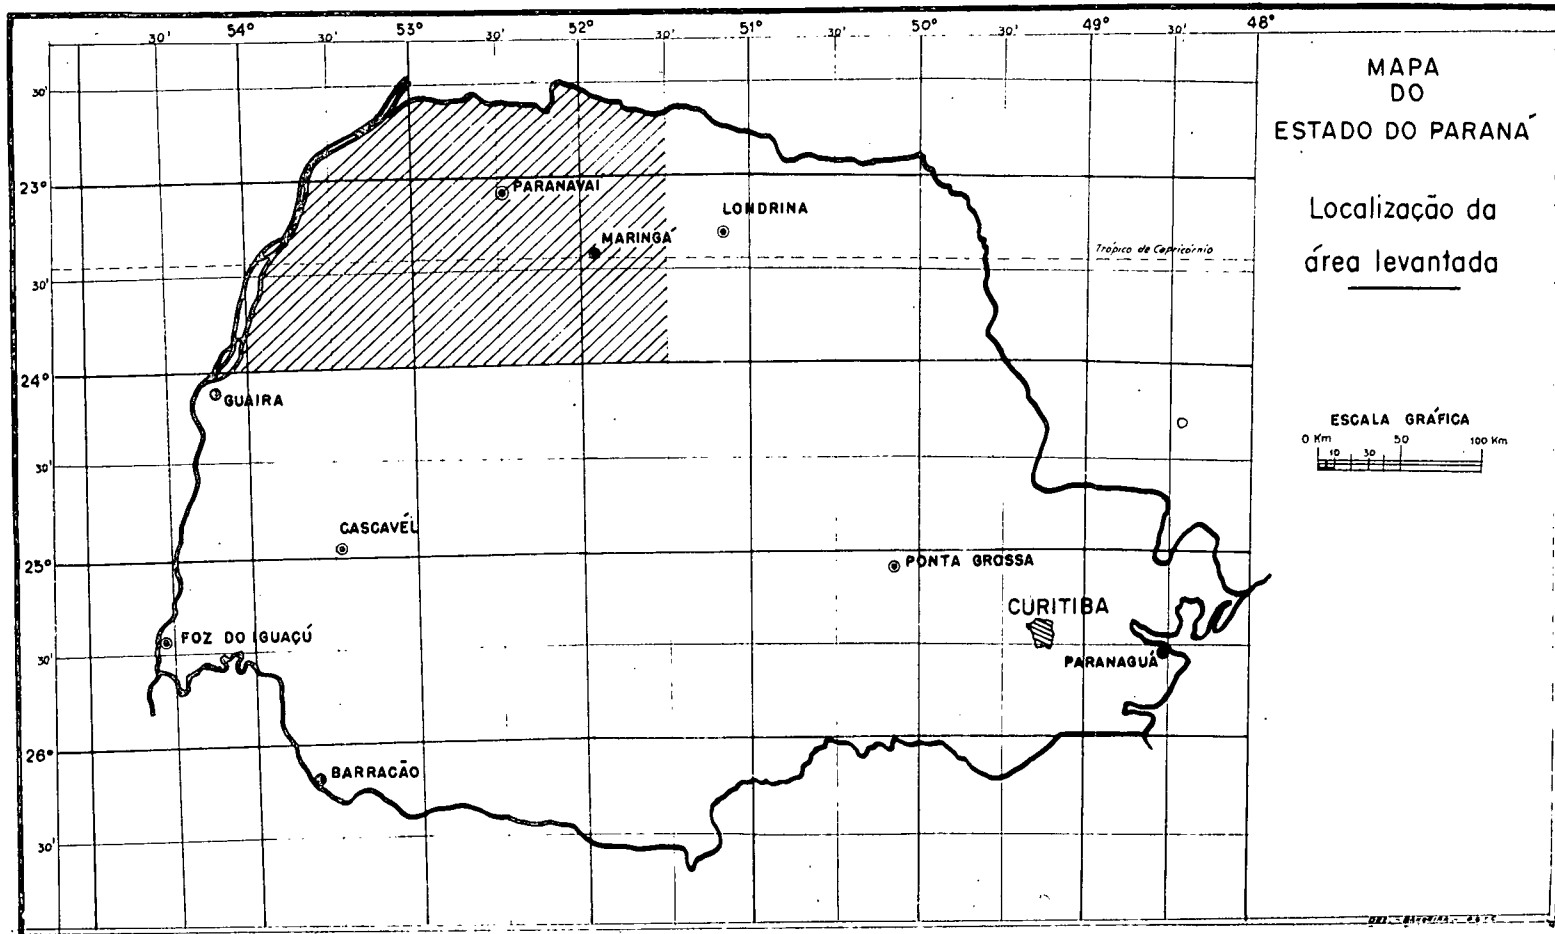 30' 54° 30' 53° 30' 52° 30' 51° 30' 50° 30' 49° 30' 48°
MAPA
DO
ESTADO DO PARANÁ
Localização da
área levantada
30'
23°
30'
24°
30'
25°
30'
26°
30'
PARANAVAI
LONDRINA
MARINGÁ
Trópico de Capricórnio
GUAIRA
ESCALA GRÁFICA
0 Km 50 100 Km
10 30
CASCAVÉL
PONTA GROSSA
CURITIBA
FOZ DO IGUAÇÚ
PARANAGUÁ
BARRACÃO